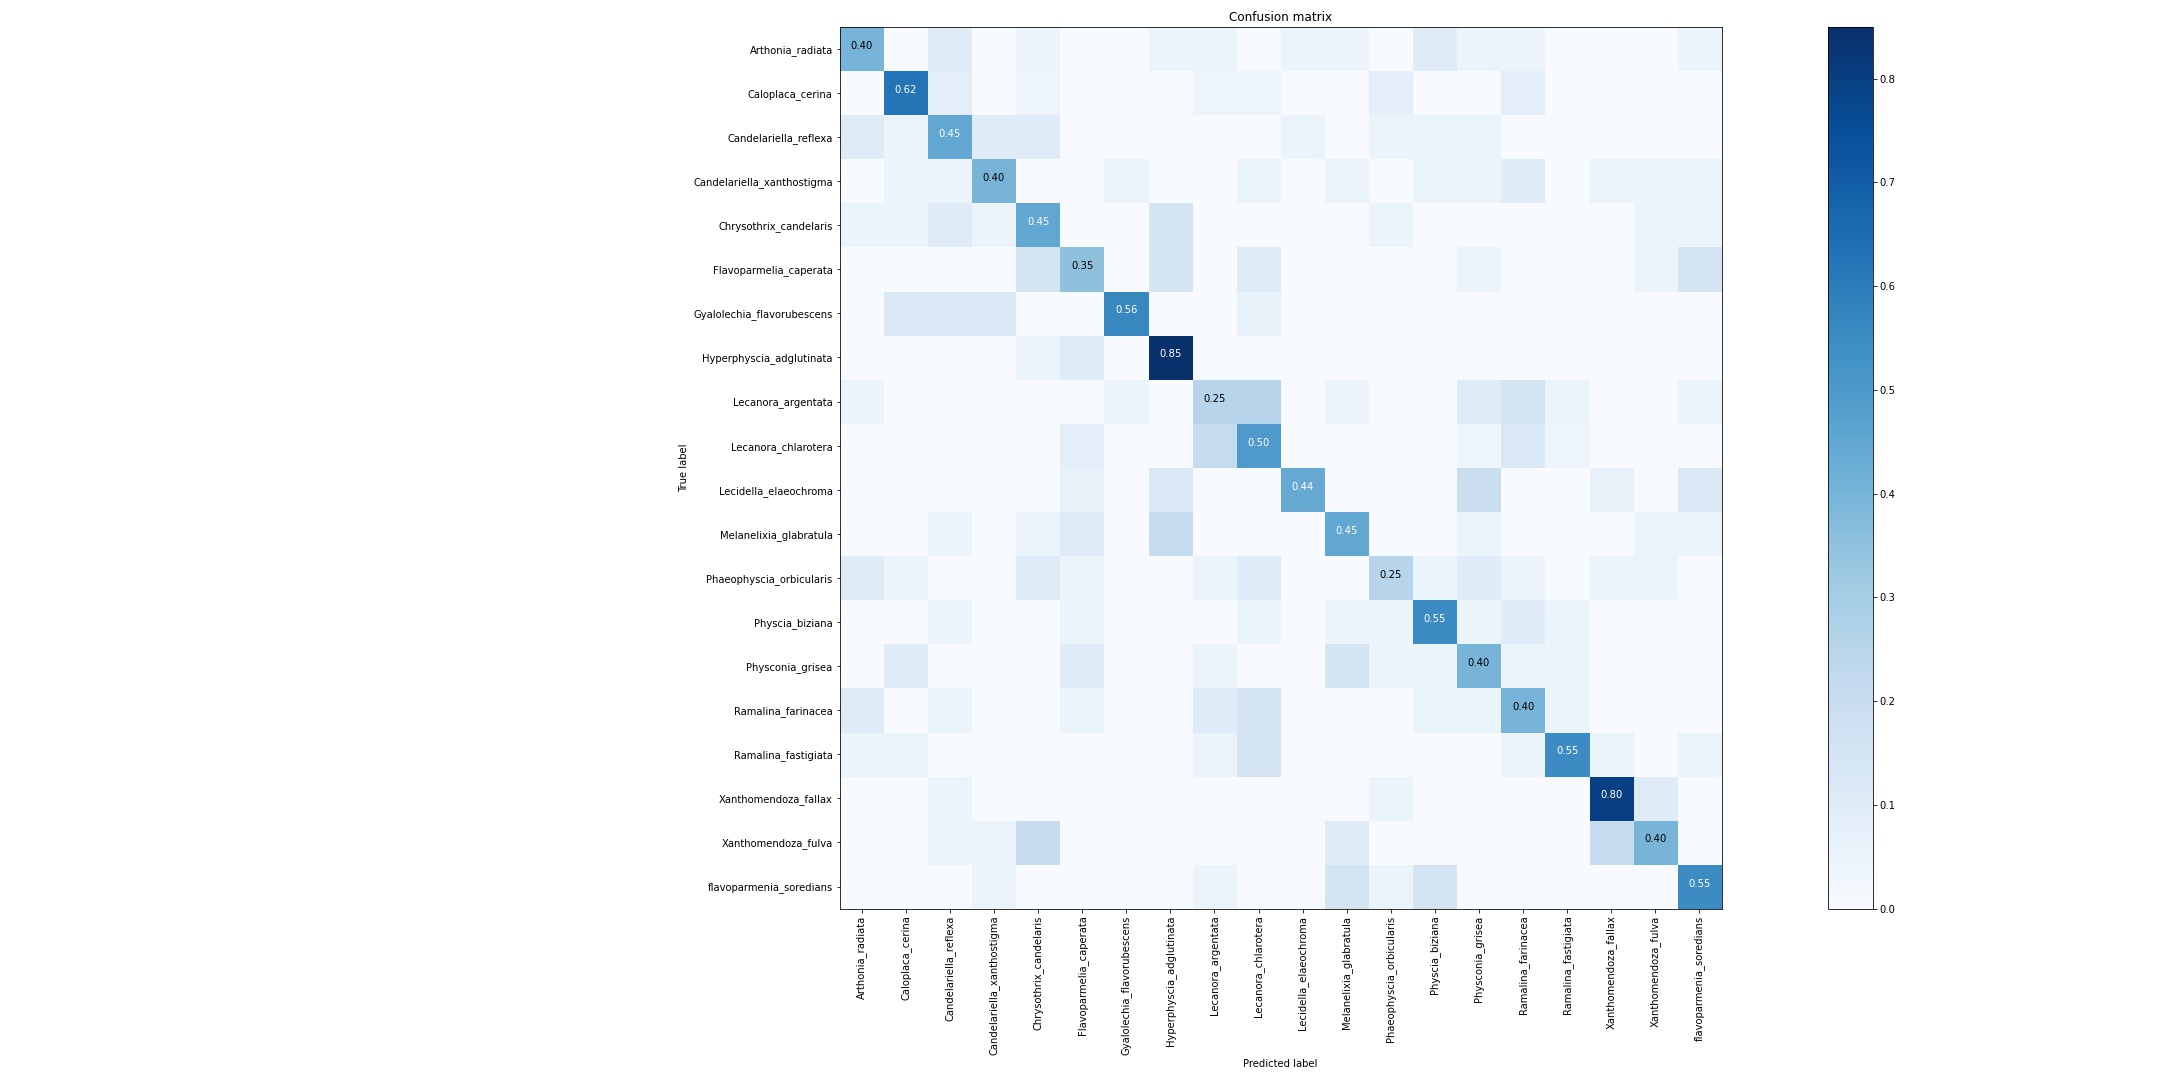 Confusion matrix
Arthonia_radiata
Caloplaca_cerina
Candelariella_reflexa
Candelariella_xanthostigma
Chrysothrix_candelaris
Flavoparmelia_caperata
Gyalolechia_flavorubescens
Hyperphyscia_adglutinata
Lecanora_argentata
Lecanora_chlarotera
Lecidella_elaeochroma
Melanelixia_glabratula
Phaeophyscia_orbicularis
Physcia_biziana
Physconia_grisea
Ramalina_farinacea
Ramalina_fastigiata
Xanthomendoza_fallax
Xanthomendoza_fulva
flavoparmenia_soredians
True label
0.40
0.62
0.45
0.40
0.45
0.35
0.56
0.85
0.25
0.50
0.44
0.45
0.25
0.55
0.40
0.40
0.55
0.80
0.40
0.55
Arthonia_radiata
Caloplaca_cerina
Candelariella_reflexa
Candelariella_xanthostigma
Chrysothrix_candelaris
Flavoparmelia_caperata
Gyalolechia_flavorubescens
Hyperphyscia_adglutinata
Lecanora_argentata
Lecanora_chlarotera
Lecidella_elaeochroma
Melanelixia_glabratula
Phaeophyscia_orbicularis
Physcia_biziana
Physconia_grisea
Ramalina_farinacea
Ramalina_fastigiata
Xanthomendoza_fallax
Xanthomendoza_fulva
flavoparmenia_soredians
Predicted label
0.8
0.7
0.6
0.5
0.4
0.3
0.2
0.1
0.0